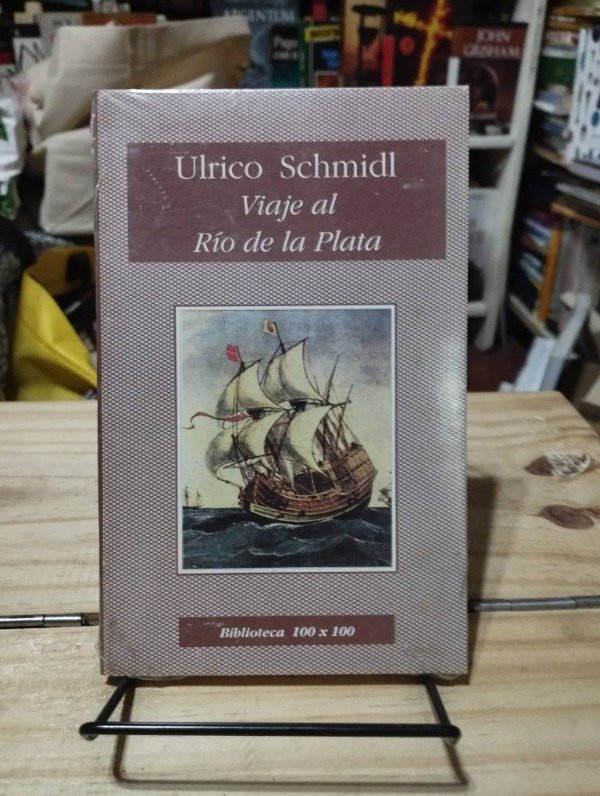 Ulrico Schmidl
Viaje al
Río de la Plata
Biblioteca 100 x 100
JOHN
GRISHAM